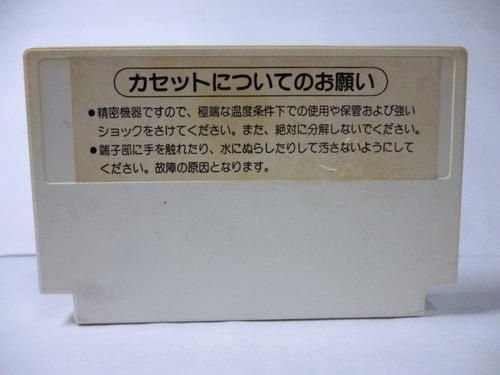 カセットについてのお願い
●精密機器ですので、極端な温度条件下での使用や保管および強い
ショックをさけてください。また、絶対に分解しないでください。
●端子部に手を触れたり、水にぬらしたりして汚さないようにして
ください。故障の原因となります。